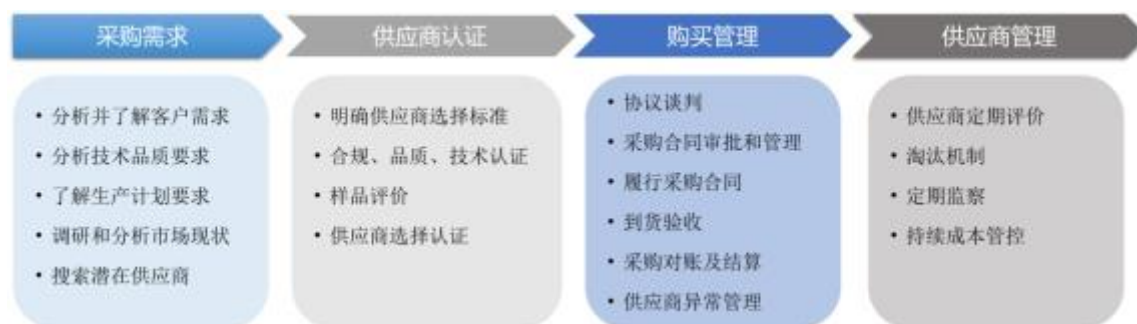 采购需求
供应商认证
购买管理
供应商管理
• 分析并了解客户需求
• 分析技术品质要求
• 了解生产计划要求
• 调研和分析市场现状
• 搜索潜在供应商
• 明确供应商选择标准
• 合规、品质、技术认证
• 样品评价
• 供应商选择认证
• 协议谈判
• 采购合同审批和管理
• 履行采购合同
• 到货验收
• 采购对账及结算
• 供应商异常管理
• 供应商定期评价
• 淘汰机制
• 定期监察
• 持续成本管控